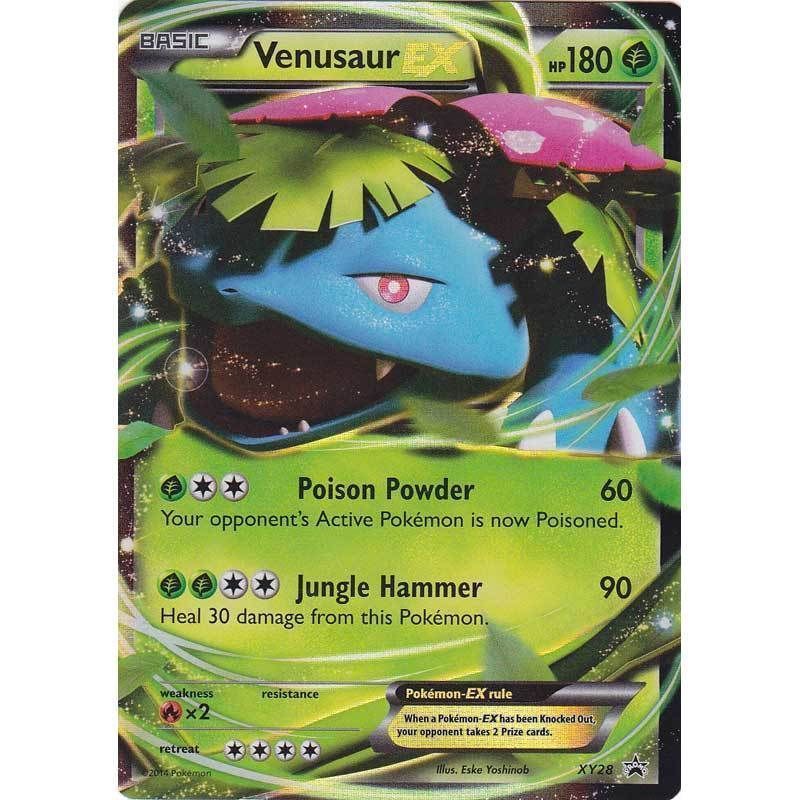 BASIC
Venusaur EX
HP180
Poison Powder 60
Your opponent's Active Pokémon is now Poisoned.
Jungle Hammer 90
Heal 30 damage from this Pokémon.
weakness resistance
×2
Pokémon-EX rule
When a Pokémon-EX has been Knocked Out,
your opponent takes 2 Prize cards.
retreat
©2014 Pokémon
Illus. Eske Yoshinob
XY28